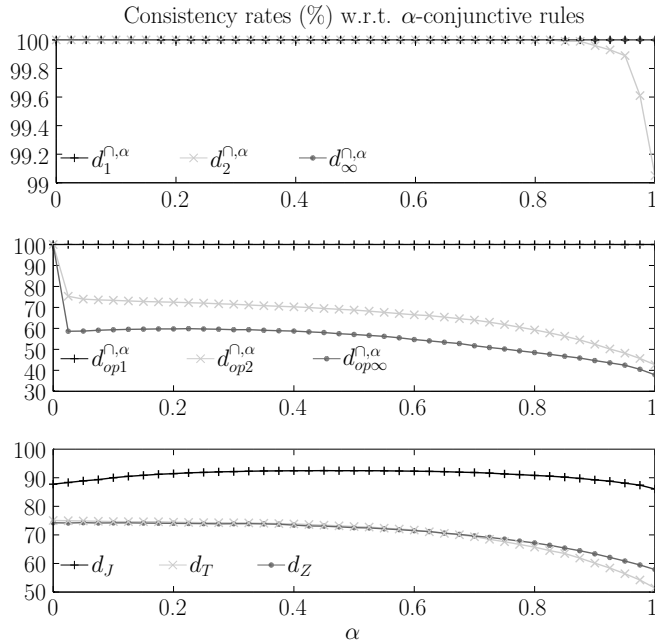 Consistency rates (%) w.r.t. α-conjunctive rules
100
99.8
99.6
99.4
99.2
99
d_1^{∩,α} d_2^{∩,α} d_∞^{∩,α}
0 0.2 0.4 0.6 0.8 1
100
90
80
70
60
50
40
30
d_{op1}^{∩,α} d_{op2}^{∩,α} d_{op∞}^{∩,α}
0 0.2 0.4 0.6 0.8 1
100
90
80
70
60
50
d_J d_T d_Z
0 0.2 0.4 0.6 0.8 1
α